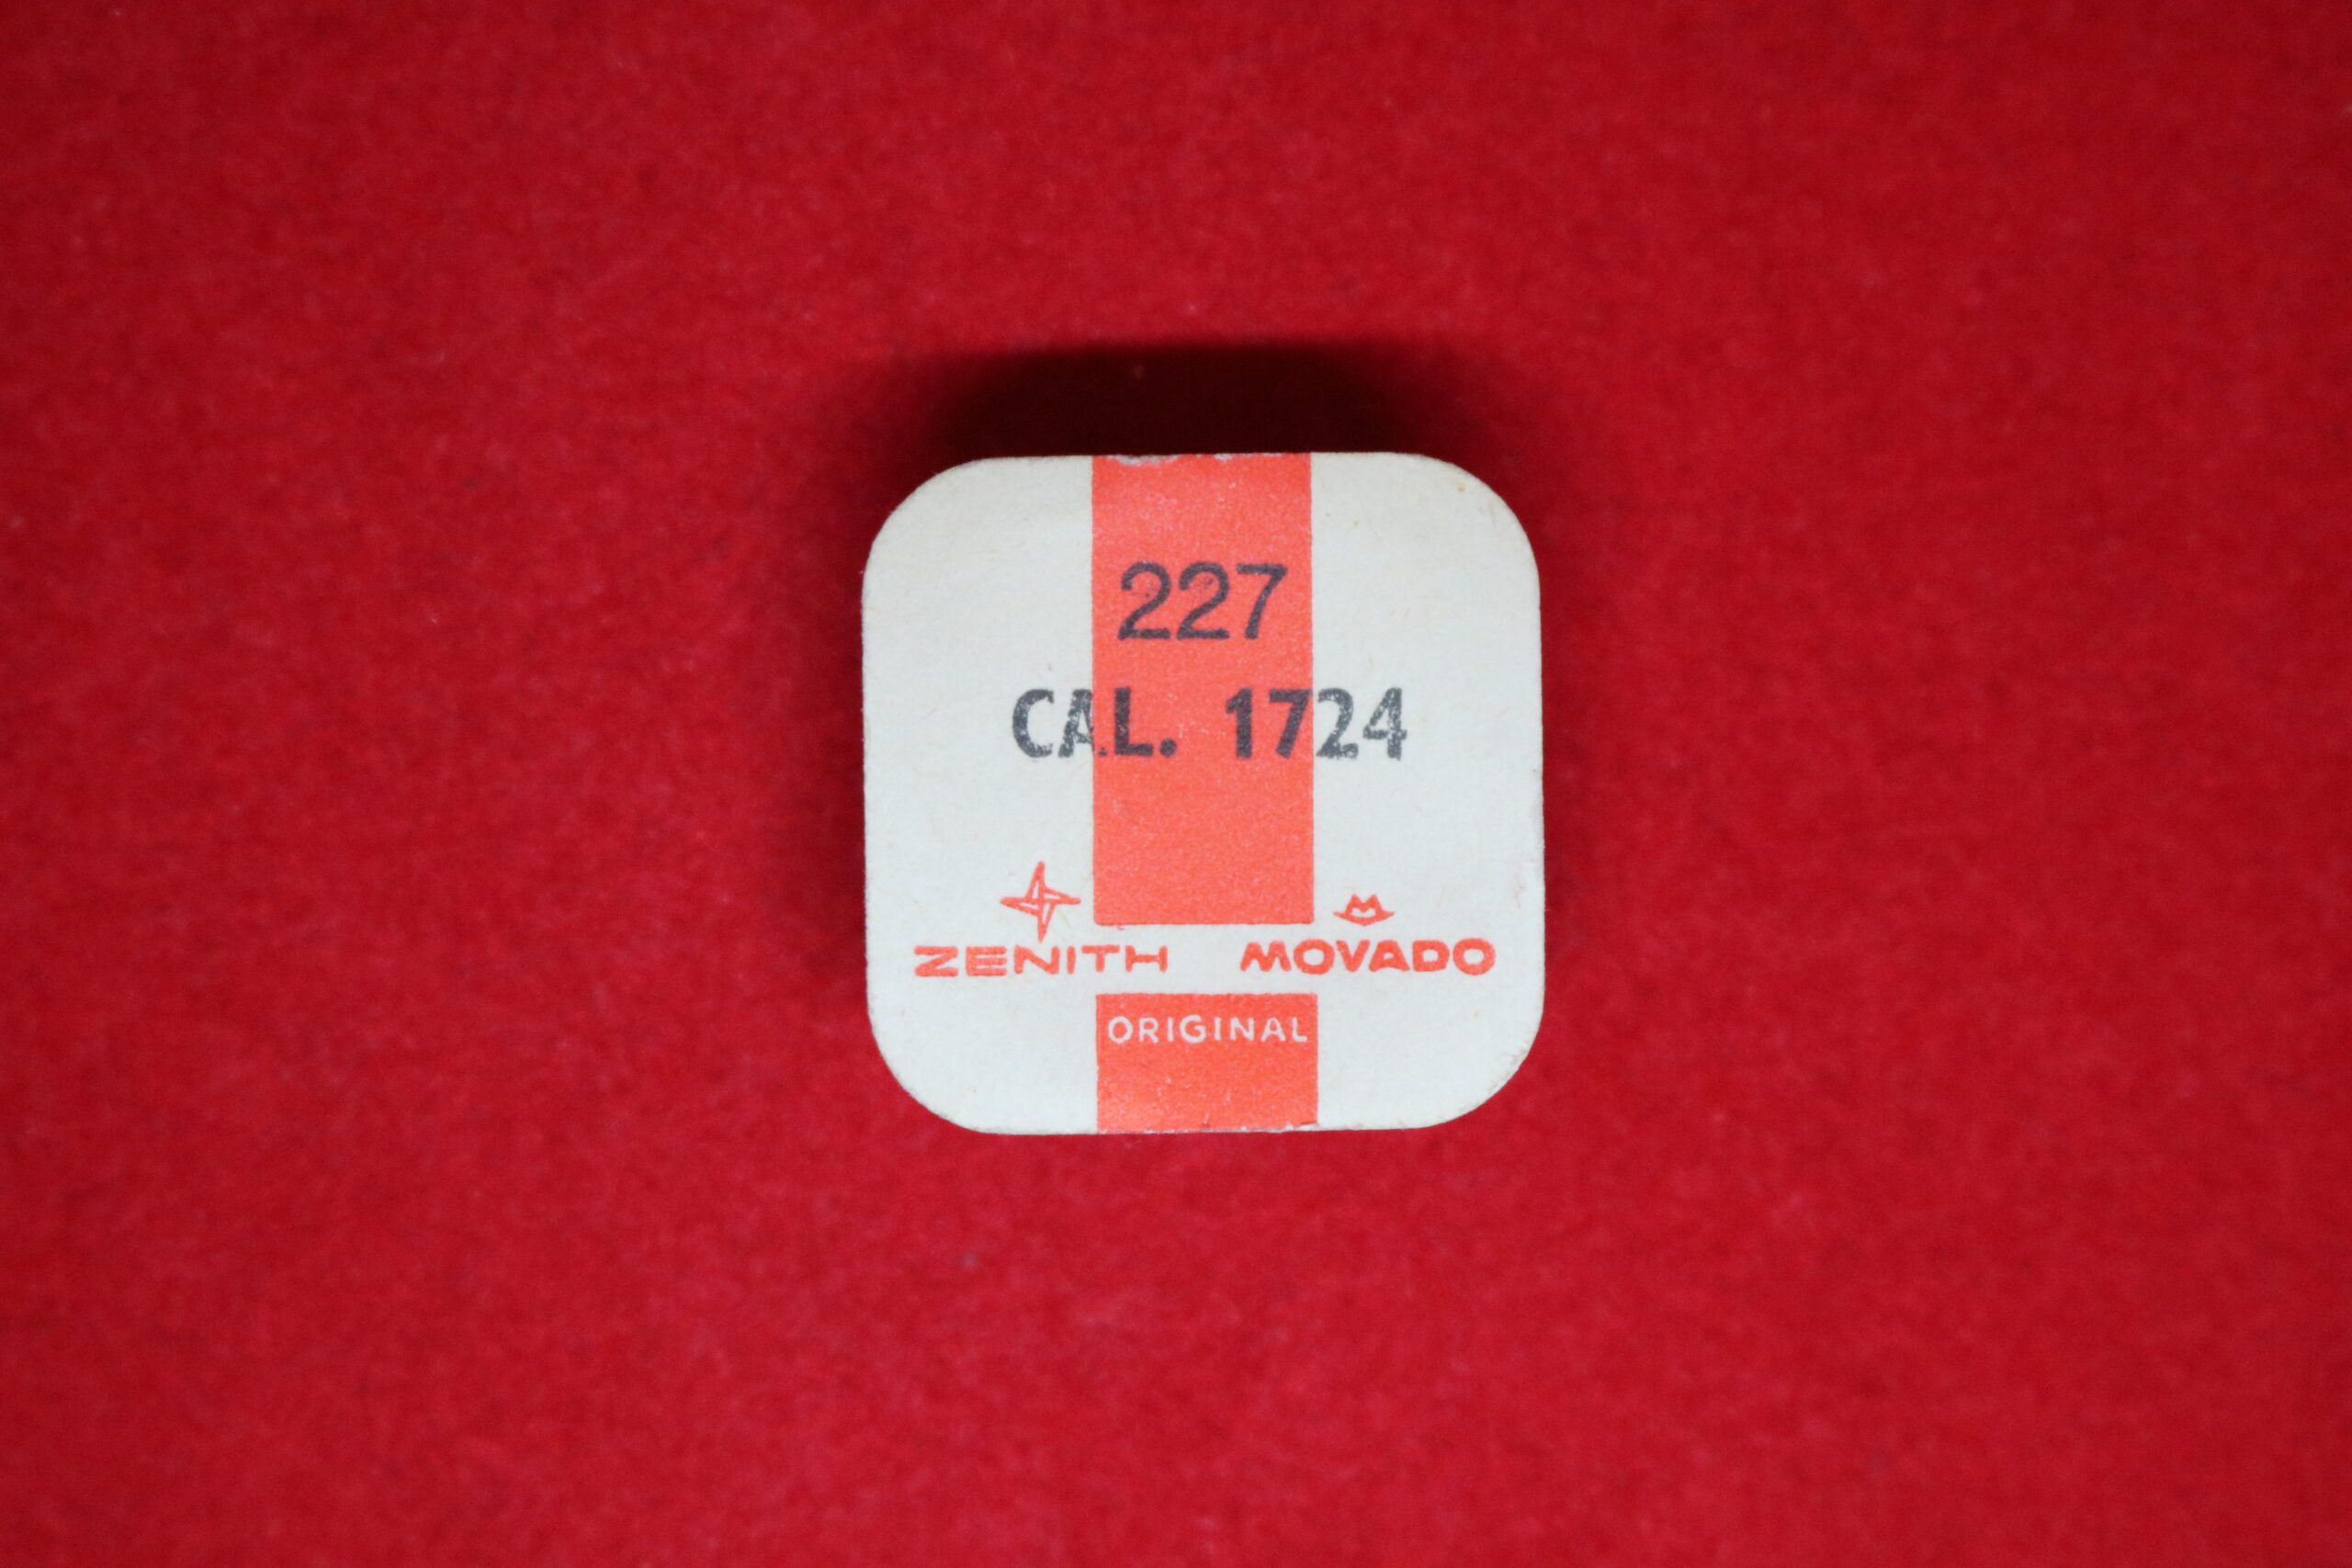 227
CAL. 1724
ZENITH MOVADO
ORIGINAL